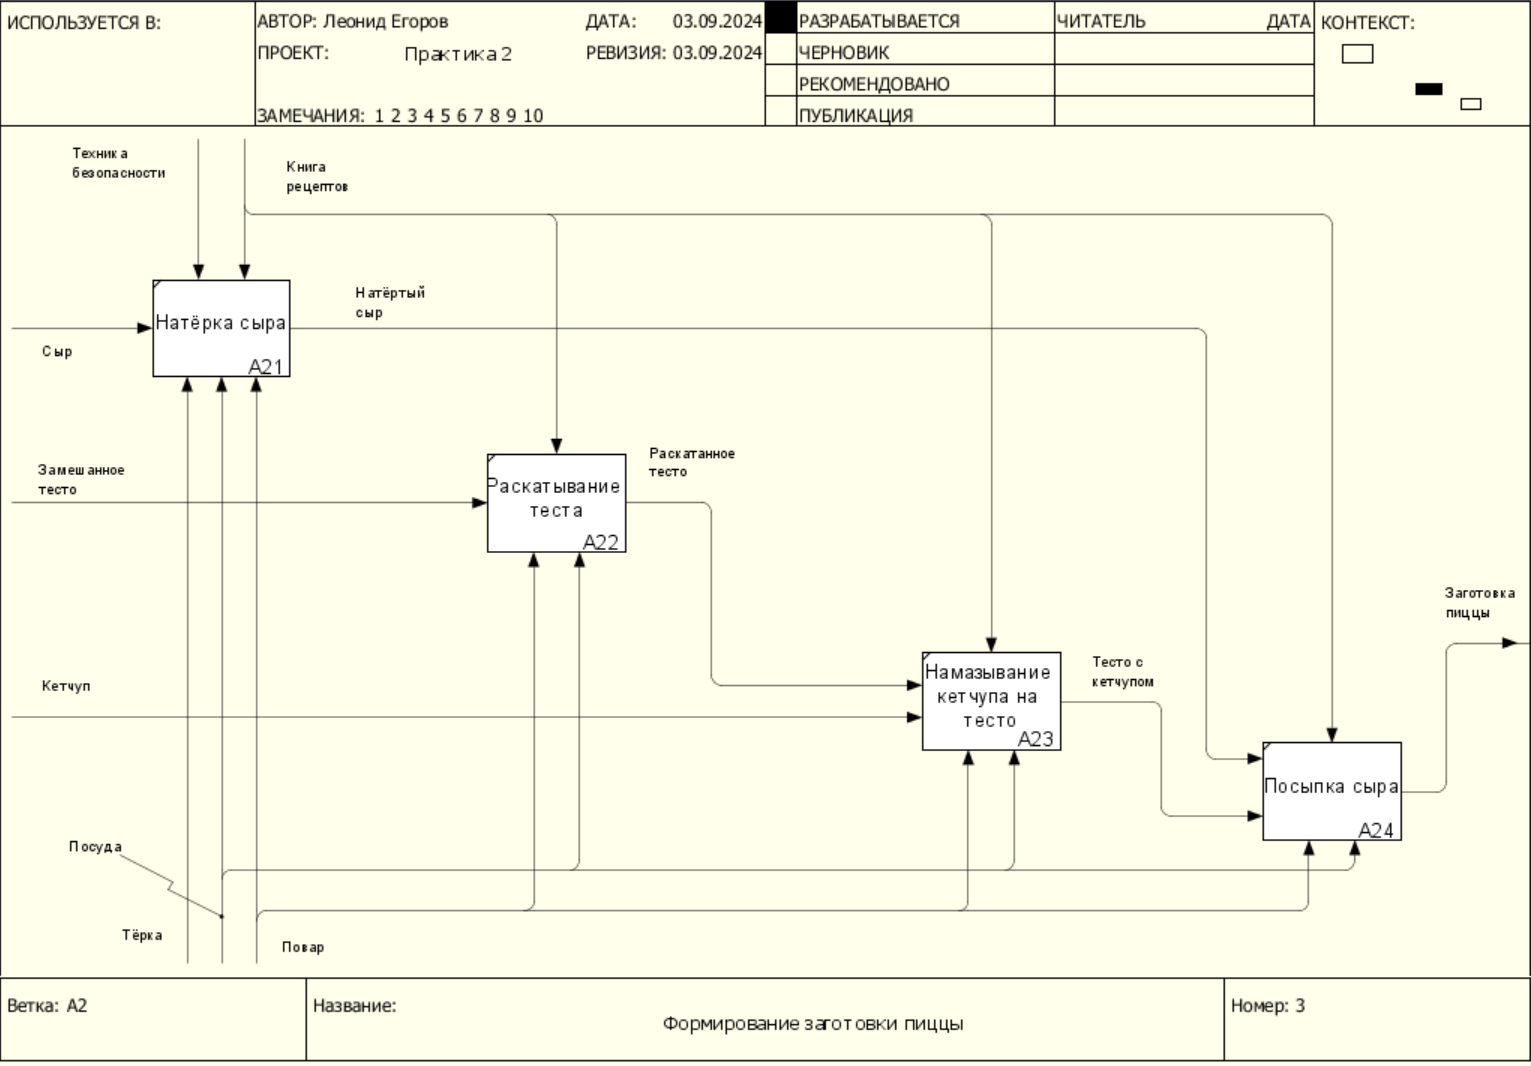 ИСПОЛЬЗУЕТСЯ В:
АВТОР: Леонид Егоров
ДАТА: 03.09.2024
ПРОЕКТ: Практика 2
РЕВИЗИЯ: 03.09.2024
ЗАМЕЧАНИЯ: 1 2 3 4 5 6 7 8 9 10
РАЗРАБАТЫВАЕТСЯ
ЧЕРНОВИК
РЕКОМЕНДОВАНО
ПУБЛИКАЦИЯ
ЧИТАТЕЛЬ
ДАТА
КОНТЕКСТ:
Техника
безопасности
Книга
рецептов
Натёрка сыра
A21
Натёртый
сыр
Сыр
Замешанное
тесто
Раскатывание
теста
A22
Раскатанное
тесто
Кетчуп
Намазывание
кетчупа на
тесто
A23
Тесто с
кетчупом
Заготовка
пиццы
Посыпка сыра
A24
Посуда
Тёрка
Повар
Ветка: A2
Название:
Формирование заготовки пиццы
Номер: 3